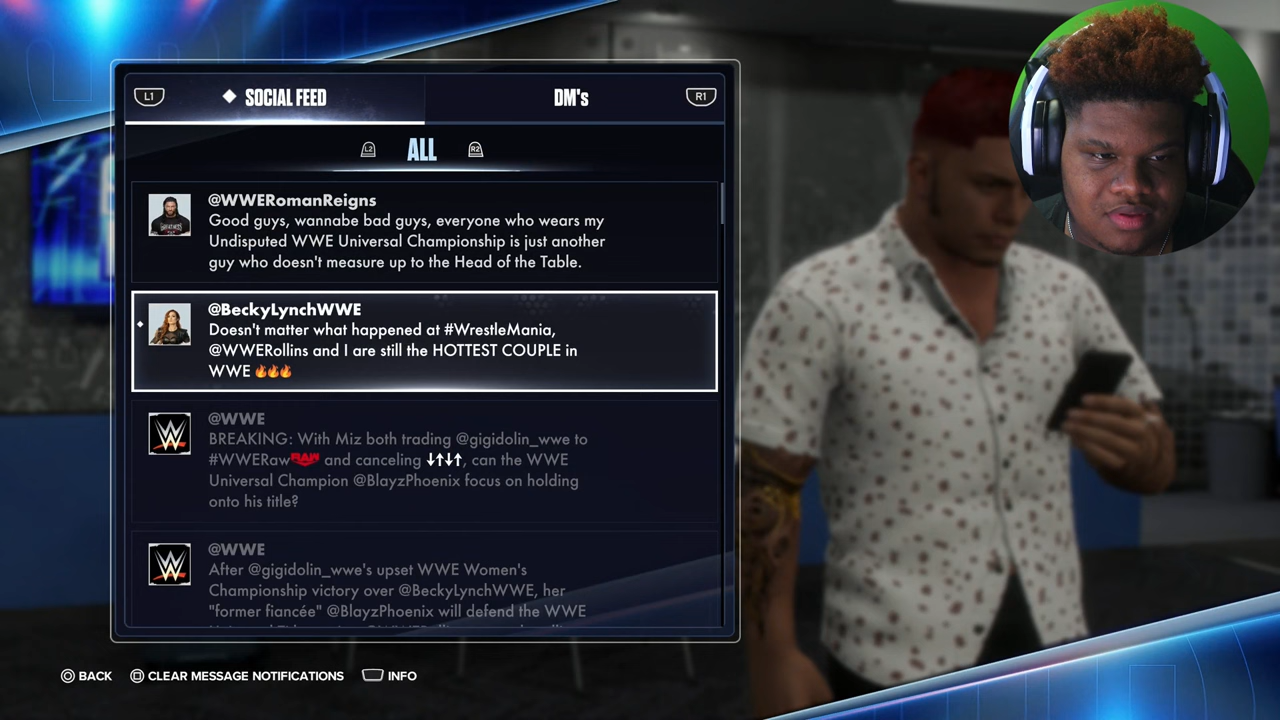 L1 SOCIAL FEED DM's R1
L2 ALL R2
@WWERomanReigns
Good guys, wannabe bad guys, everyone who wears my
Undisputed WWE Universal Championship is just another
guy who doesn't measure up to the Head of the Table.
@BeckyLynchWWE
Doesn't matter what happened at #WrestleMania,
@WWERollins and I are still the HOTTEST COUPLE in
WWE 🔥🔥🔥
@WWE
BREAKING: With Miz both trading @gigidolin_wwe to
#WWERaw RAW and canceling ↓↑↓↑, can the WWE
Universal Champion @BlayzPhoenix focus on holding
onto his title?
@WWE
After @gigidolin_wwe's upset WWE Women's
Championship victory over @BeckyLynchWWE, her
"former fiancée" @BlayzPhoenix will defend the WWE
BACK CLEAR MESSAGE NOTIFICATIONS INFO